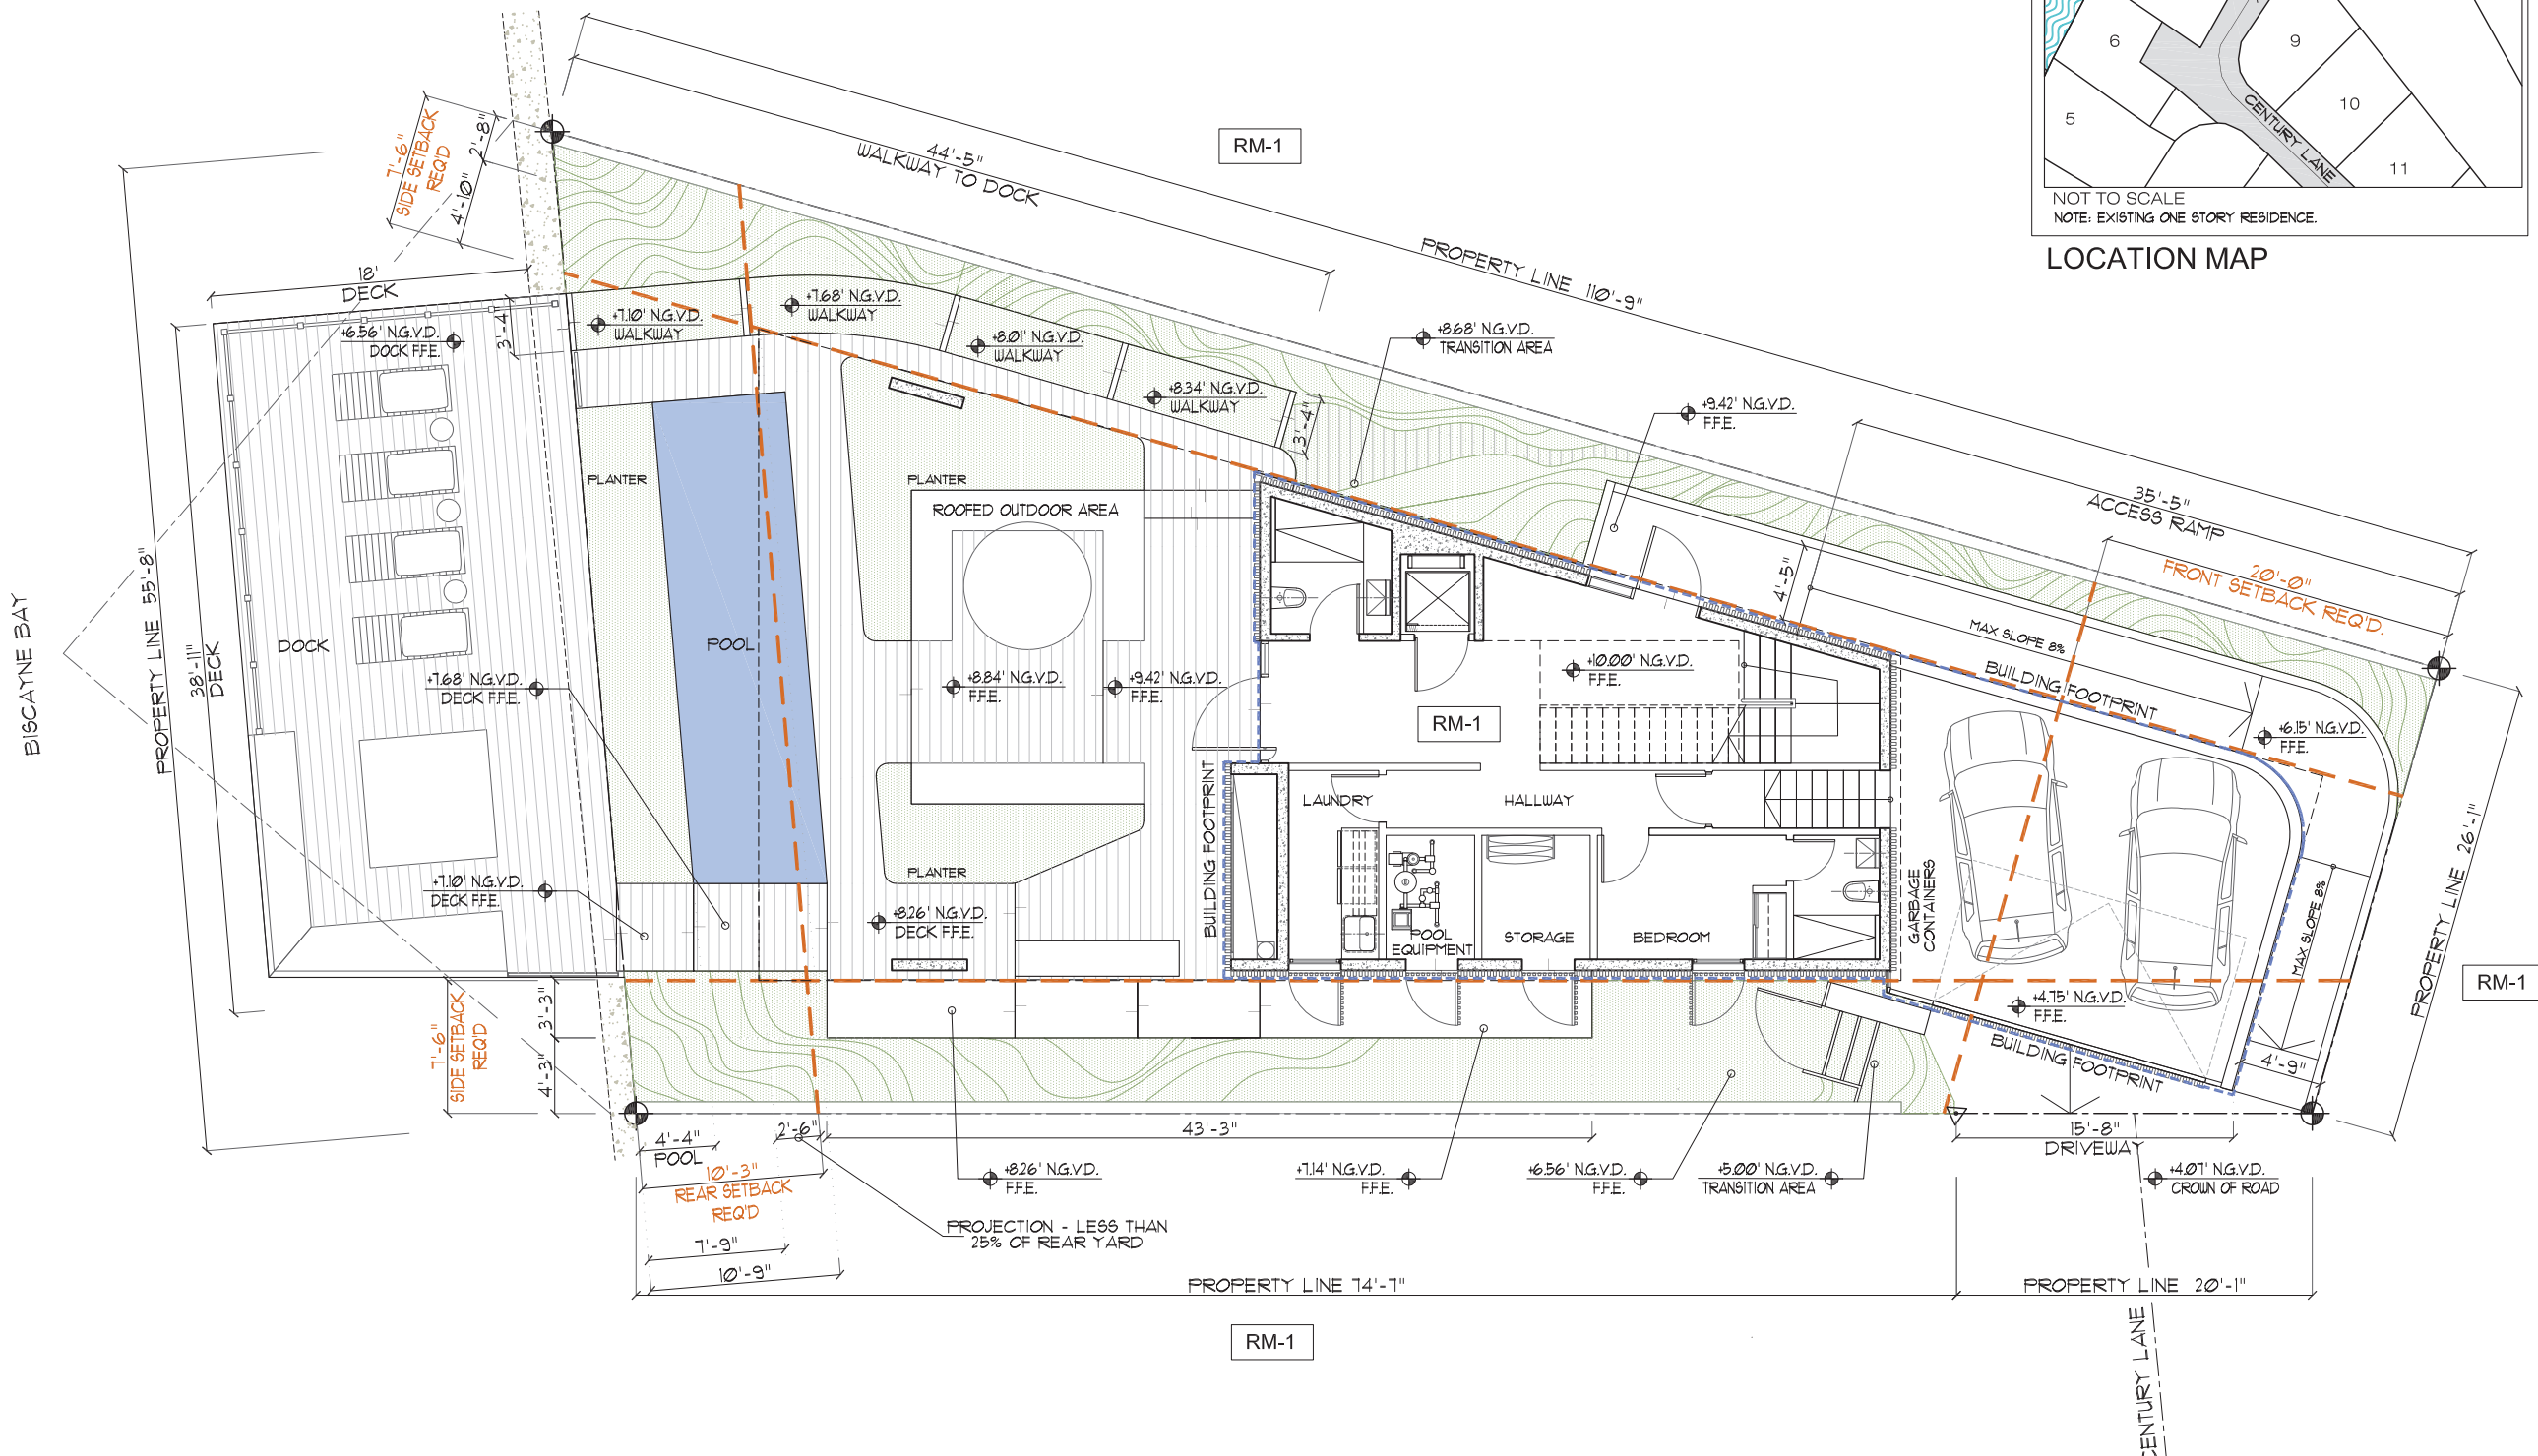 6
9
CENTURY LANE
10
5
11
NOT TO SCALE
NOTE: EXISTING ONE STORY RESIDENCE.
LOCATION MAP
7'-6"
SIDE SETBACK
REQ'D
2'-8"
4'-10"
44'-5"
WALKWAY TO DOCK
RM-1
PROPERTY LINE 110'-9"
18'
DECK
+6.56' N.G.V.D.
DOCK F.F.E.
3'-4"
+7.10' N.G.V.D.
WALKWAY
+7.68' N.G.V.D.
WALKWAY
+8.01' N.G.V.D.
WALKWAY
+8.34' N.G.V.D.
WALKWAY
3'-4"
+8.68' N.G.V.D.
TRANSITION AREA
+9.42' N.G.V.D.
F.F.E.
35'-5"
ACCESS RAMP
20'-0"
FRONT SETBACK REQ'D.
4'-5"
MAX SLOPE 8%
BUILDING FOOTPRINT
+6.15' N.G.V.D.
F.F.E.
BISCAYNE BAY
PROPERTY LINE 55'-8"
38'-11"
DECK
DOCK
PLANTER
POOL
PLANTER
ROOFED OUTDOOR AREA
+7.68' N.G.V.D.
DECK F.F.E.
+8.84' N.G.V.D.
F.F.E.
+9.42' N.G.V.D.
F.F.E.
+10.00' N.G.V.D.
F.F.E.
RM-1
BUILDING FOOTPRINT
LAUNDRY
HALLWAY
+7.10' N.G.V.D.
DECK F.F.E.
PLANTER
+8.26' N.G.V.D.
DECK F.F.E.
POOL
EQUIPMENT
STORAGE
BEDROOM
GARBAGE
CONTAINERS
MAX SLOPE 8%
PROPERTY LINE 26'-1"
RM-1
+4.75' N.G.V.D.
F.F.E.
BUILDING FOOTPRINT
4'-9"
7'-6"
SIDE SETBACK
REQ'D
3'-3"
4'-3"
4'-4"
POOL
2'-6"
43'-3"
15'-8"
DRIVEWAY
10'-3"
REAR SETBACK
REQ'D
+8.26' N.G.V.D.
F.F.E.
+7.14' N.G.V.D.
F.F.E.
+6.56' N.G.V.D.
F.F.E.
+5.00' N.G.V.D.
TRANSITION AREA
+4.07' N.G.V.D.
CROWN OF ROAD
PROJECTION - LESS THAN
25% OF REAR YARD
7'-9"
10'-9"
PROPERTY LINE 74'-7"
PROPERTY LINE 20'-1"
RM-1
CENTURY LANE